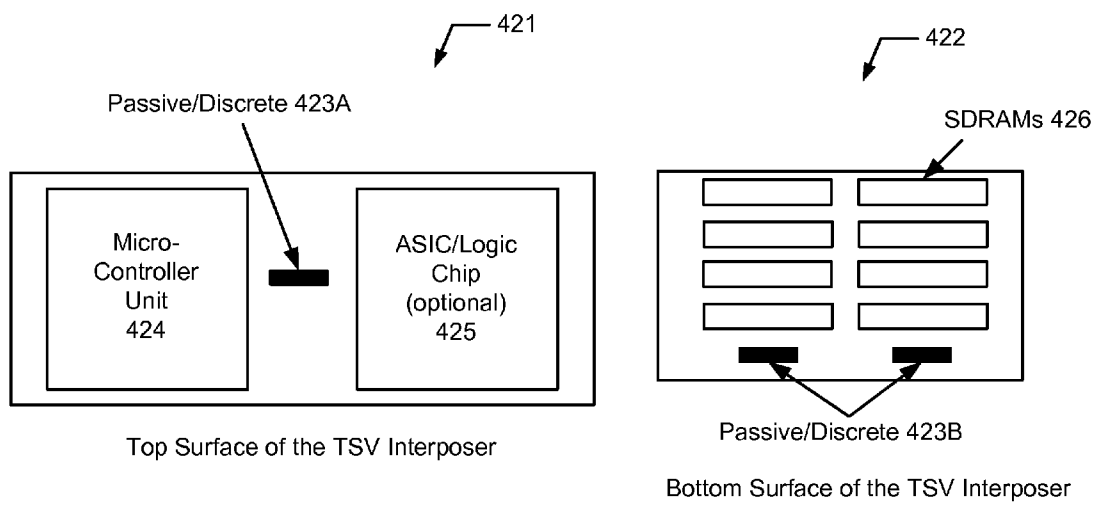 421
Passive/Discrete 423A
Micro-
Controller
Unit
424
ASIC/Logic
Chip
(optional)
425
Top Surface of the TSV Interposer
422
SDRAMs 426
Passive/Discrete 423B
Bottom Surface of the TSV Interposer